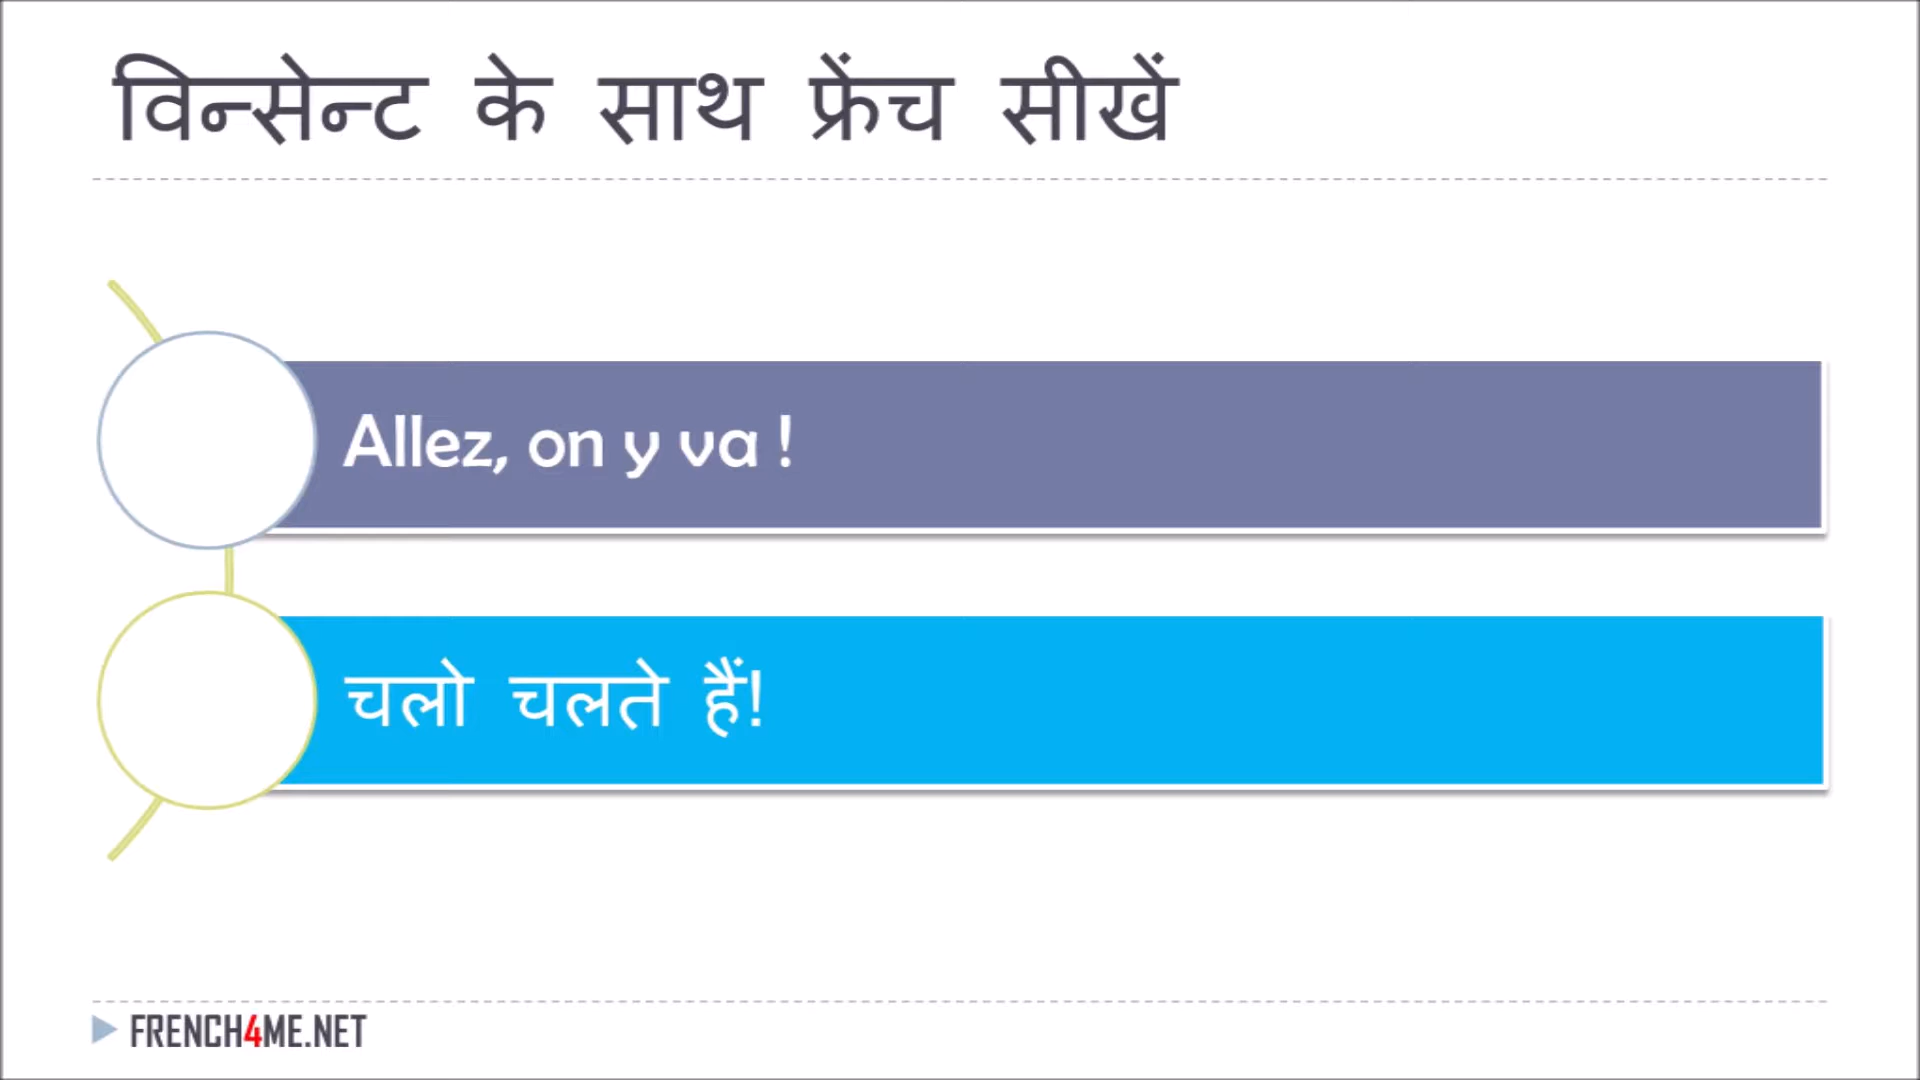 विन्सेन्ट के साथ फ्रेंच सीखें
Allez, on y va !
चलो चलते हैं!
FRENCH4ME.NET